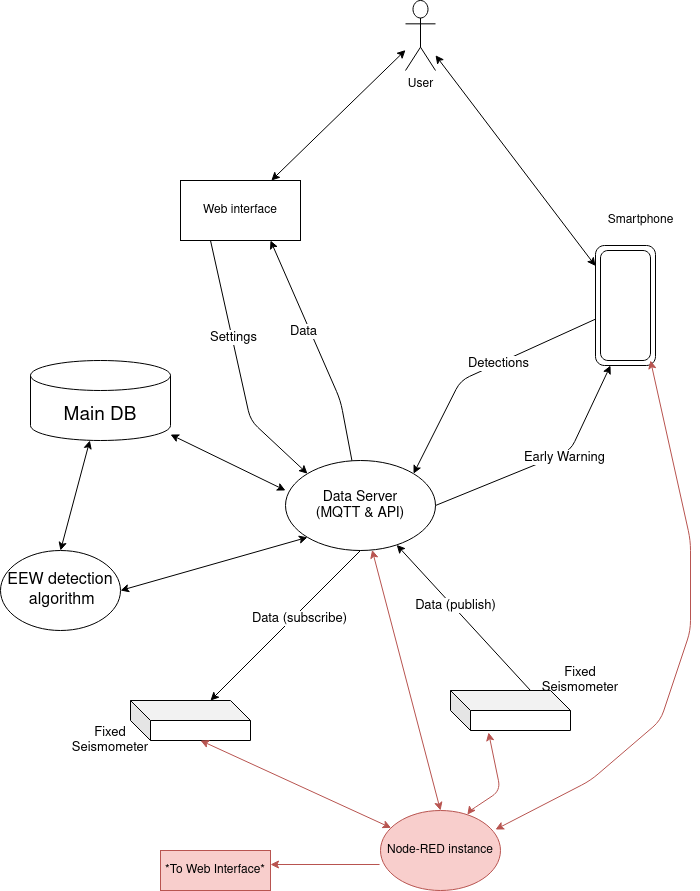 User
Web interface
Smartphone
Settings
Data
Detections
Main DB
Early Warning
Data Server
(MQTT & API)
EEW detection
algorithm
Data (subscribe)
Data (publish)
Fixed
Seismometer
Fixed
Seismometer
Node-RED instance
*To Web Interface*